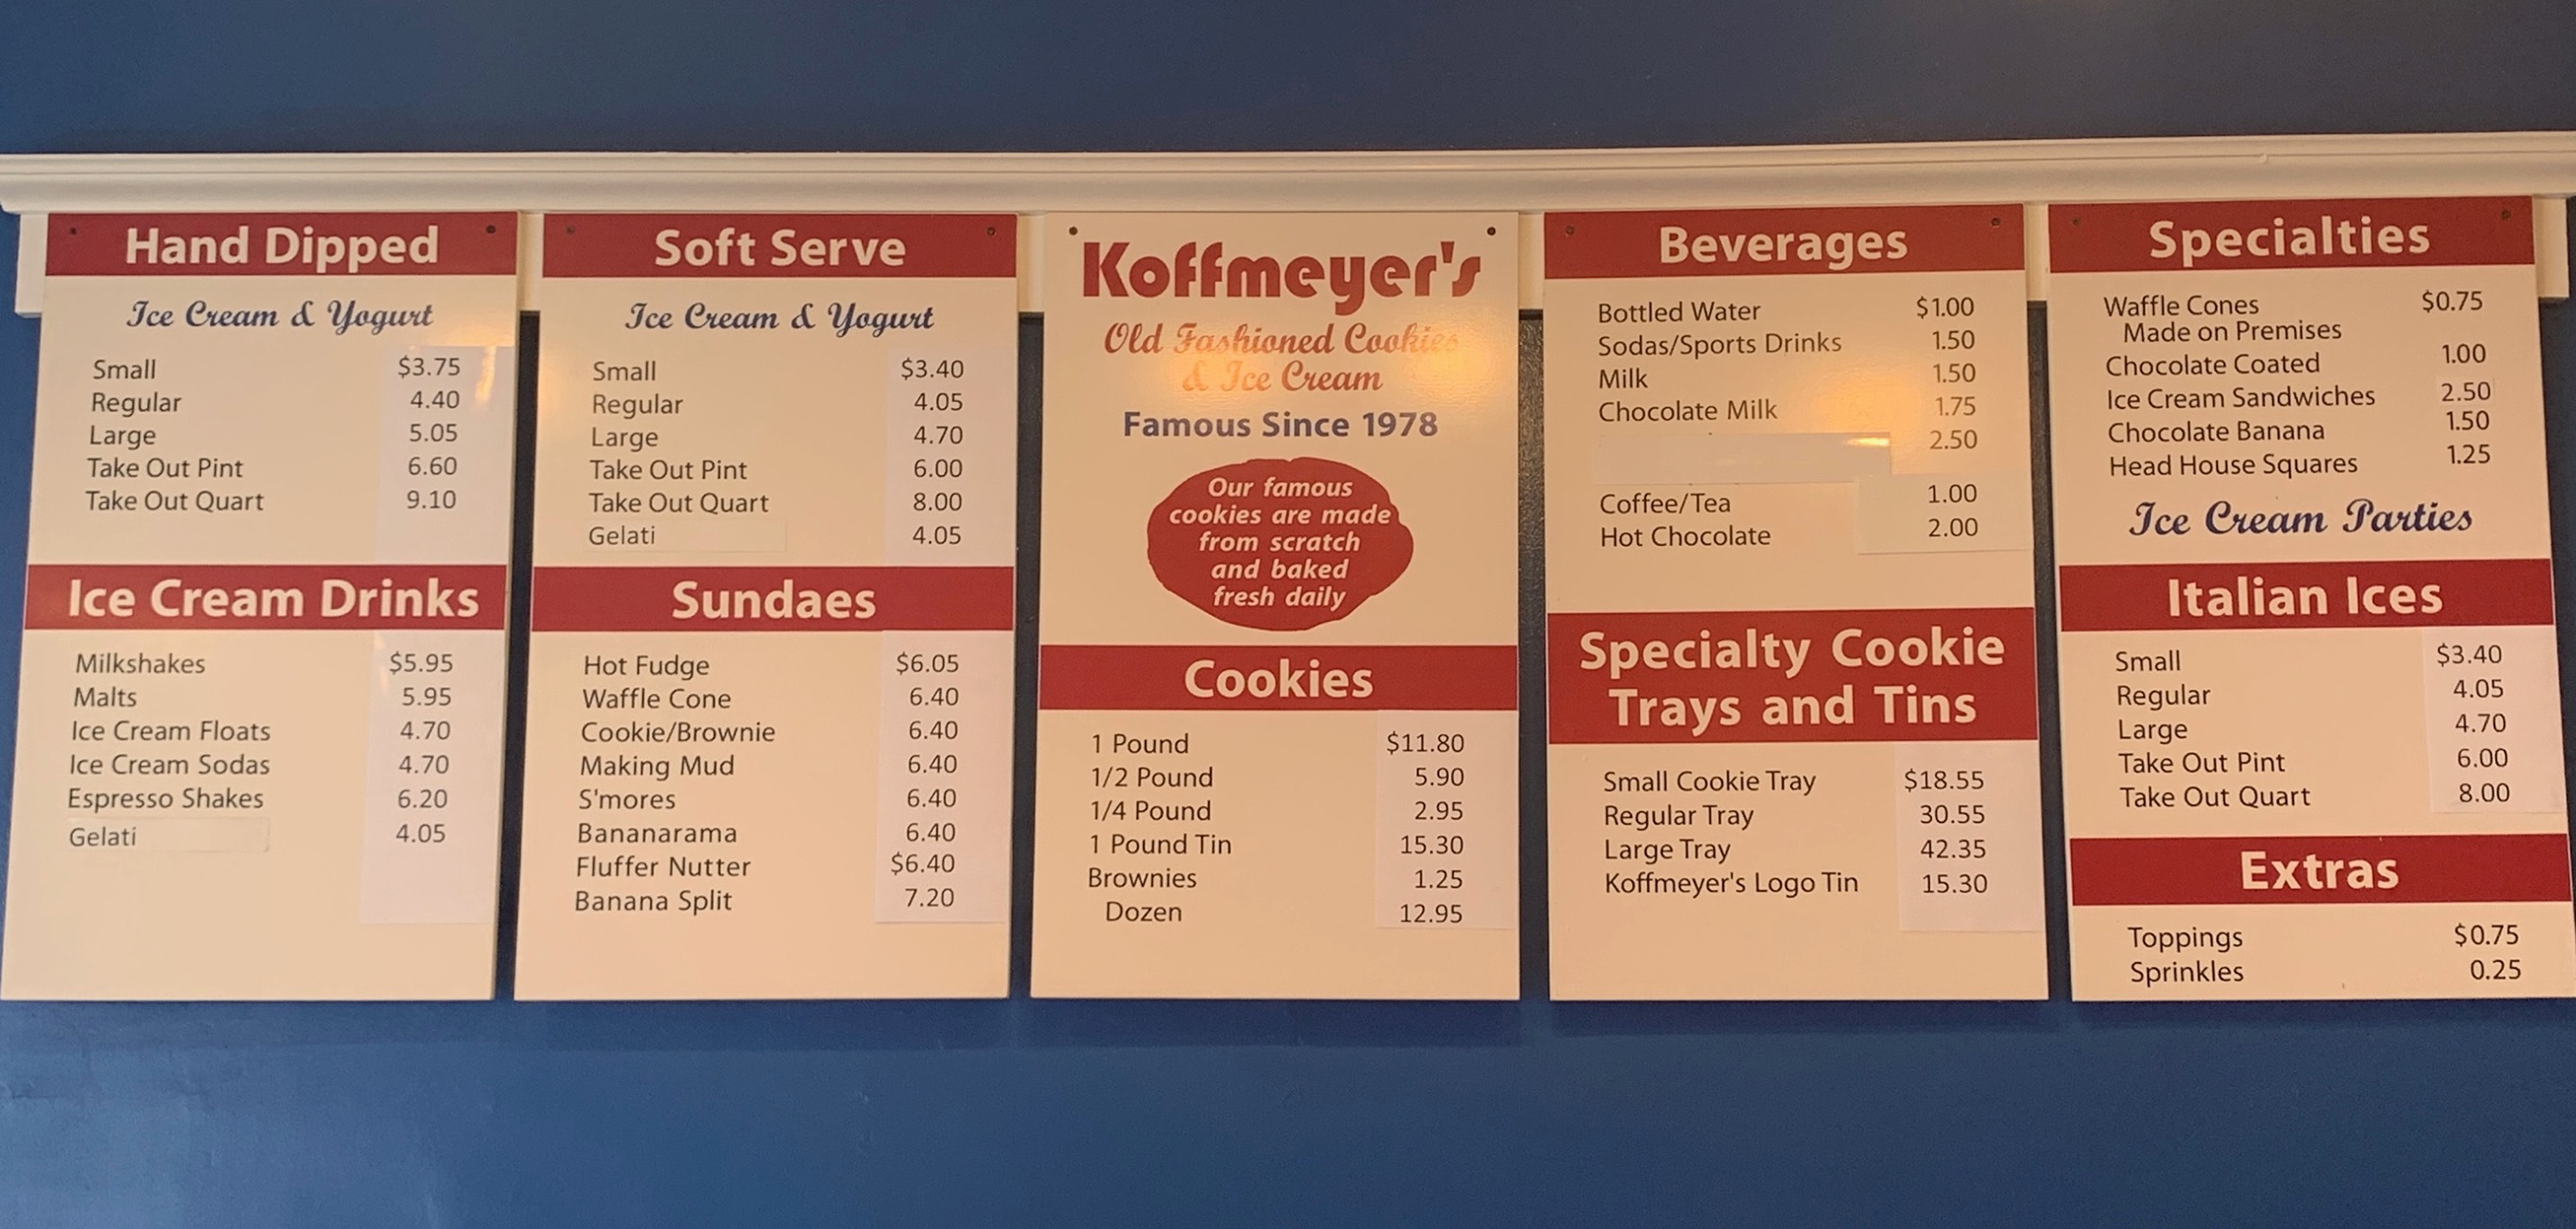 Hand Dipped
Ice Cream & Yogurt
Small $3.75
Regular 4.40
Large 5.05
Take Out Pint 6.60
Take Out Quart 9.10
Ice Cream Drinks
Milkshakes $5.95
Malts 5.95
Ice Cream Floats 4.70
Ice Cream Sodas 4.70
Espresso Shakes 6.20
Gelati 4.05
Soft Serve
Ice Cream & Yogurt
Small $3.40
Regular 4.05
Large 4.70
Take Out Pint 6.00
Take Out Quart 8.00
Gelati 4.05
Sundaes
Hot Fudge $6.05
Waffle Cone 6.40
Cookie/Brownie 6.40
Making Mud 6.40
S'mores 6.40
Bananarama 6.40
Fluffer Nutter $6.40
Banana Split 7.20
Koffmeyer's
Old Fashioned Cookies
& Ice Cream
Famous Since 1978
Our famous
cookies are made
from scratch
and baked
fresh daily
Cookies
1 Pound $11.80
1/2 Pound 5.90
1/4 Pound 2.95
1 Pound Tin 15.30
Brownies 1.25
Dozen 12.95
Beverages
Bottled Water $1.00
Sodas/Sports Drinks 1.50
Milk 1.50
Chocolate Milk 1.75
2.50
Coffee/Tea 1.00
Hot Chocolate 2.00
Specialty Cookie
Trays and Tins
Small Cookie Tray $18.55
Regular Tray 30.55
Large Tray 42.35
Koffmeyer's Logo Tin 15.30
Specialties
Waffle Cones $0.75
Made on Premises
Chocolate Coated 1.00
Ice Cream Sandwiches 2.50
Chocolate Banana 1.50
Head House Squares 1.25
Ice Cream Parties
Italian Ices
Small $3.40
Regular 4.05
Large 4.70
Take Out Pint 6.00
Take Out Quart 8.00
Extras
Toppings $0.75
Sprinkles 0.25